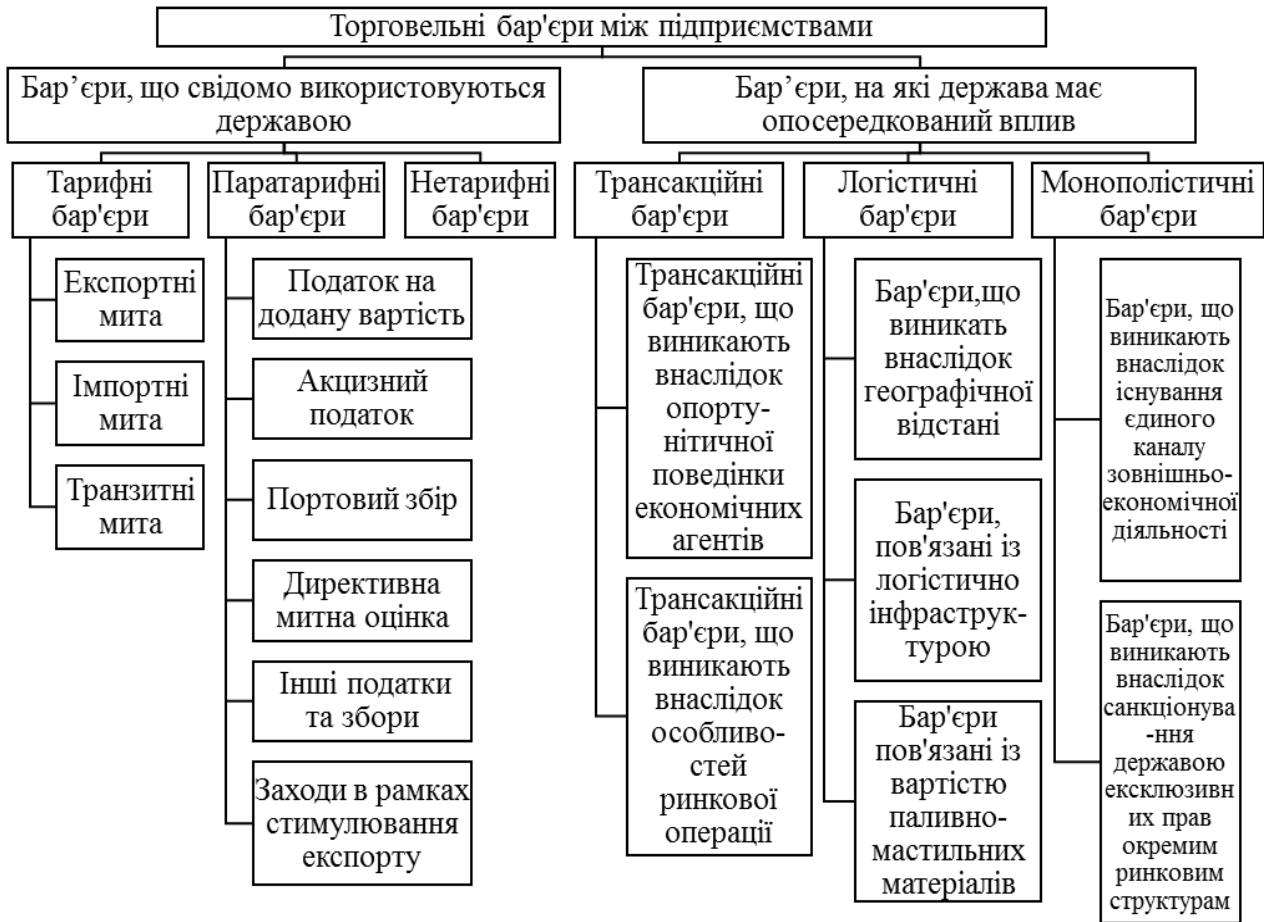 Торговельні бар'єри між підприємствами
Бар’єри, що свідомо використовуються
державою
Бар’єри, на які держава має
опосередкований вплив
Тарифні
бар'єри
Паратарифні
бар'єри
Нетарифні
бар'єри
Трансакційні
бар'єри
Логістичні
бар'єри
Монополістичні
бар'єри
Експортні
мита
Імпортні
мита
Транзитні
мита
Податок на
додану вартість
Акцизний
податок
Портовий збір
Директивна
митна оцінка
Інші податки
та збори
Заходи в рамках
стимулювання
експорту
Трансакційні
бар'єри, що
виникають
внаслідок
опорту-
нітичної
поведінки
економічних
агентів
Трансакційні
бар'єри, що
виникають
внаслідок
особливо-
стей
ринкової
операції
Бар'єри,що
виникать
внаслідок
географічної
відстані
Бар'єри,
пов'язані із
логістично
інфраструк-
турою
Бар'єри
пов'язані із
вартістю
паливно-
мастильних
матеріалів
Бар'єри, що
виникають
внаслідок
існування
єдиного
каналу
зовнішньо-
економічної
діяльності
Бар'єри, що
виникають
внаслідок
санкціонува
-ння
державою
ексклюзивн
их прав
окремим
ринковим
структурам